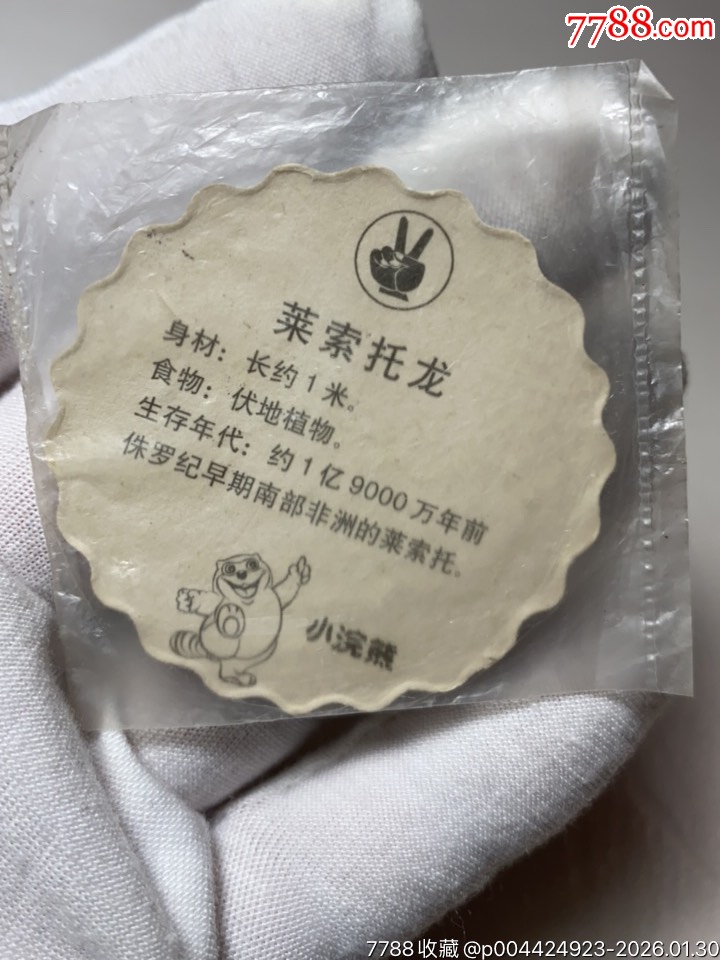 7788.com
莱索托龙
身材：长约1米。
食物：伏地植物。
生存年代：约1亿9000万年前
侏罗纪早期南部非洲的莱索托。
小浣熊
7788收藏 @p004424923-2026.01.30